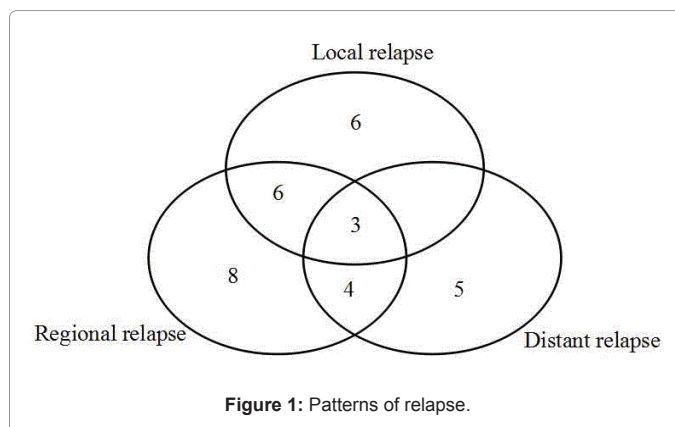 Local relapse
6
6
3
8
4
5
Regional relapse
Distant relapse
Figure 1: Patterns of relapse.